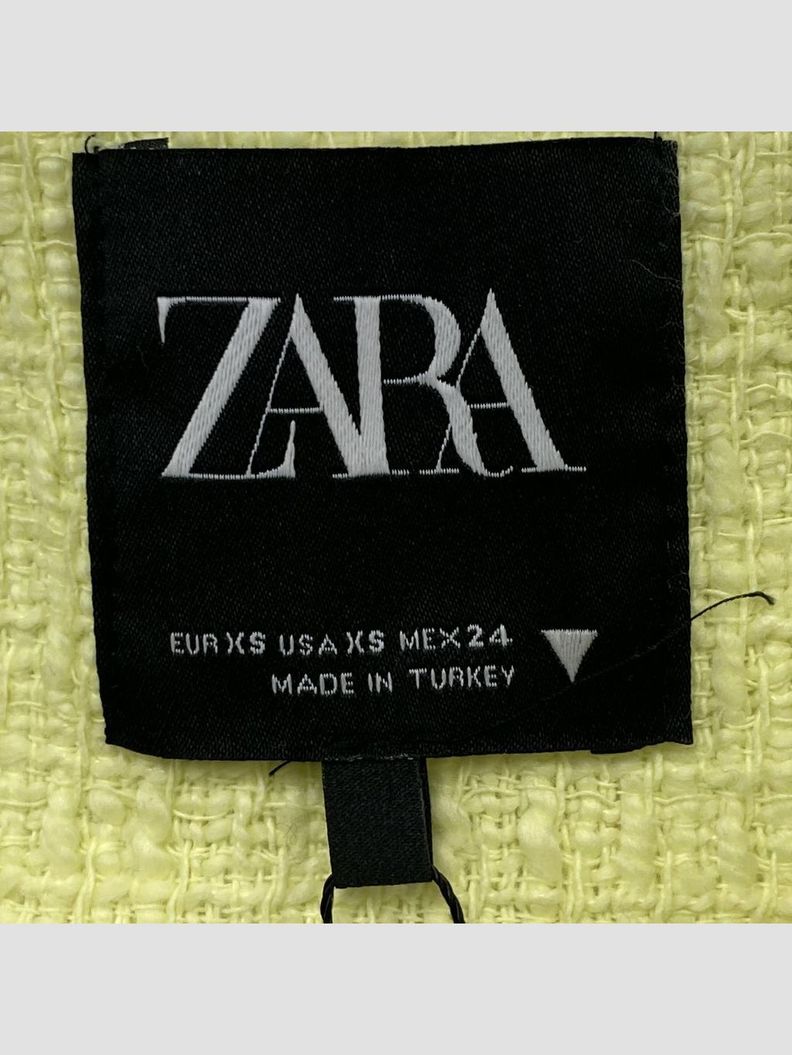 ZARA
EUR XS USA XS MEX 24
MADE IN TURKEY